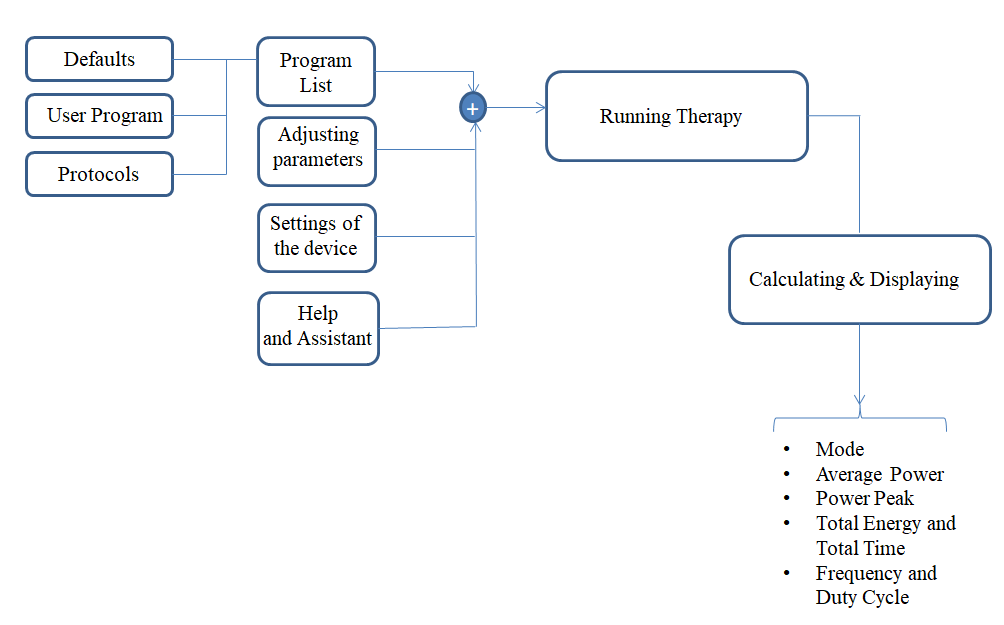 Defaults
User Program
Protocols
Program
List
Adjusting
parameters
Settings of
the device
Help
and Assistant
+
Running Therapy
Calculating & Displaying
• Mode
• Average Power
• Power Peak
• Total Energy and
Total Time
• Frequency and
Duty Cycle